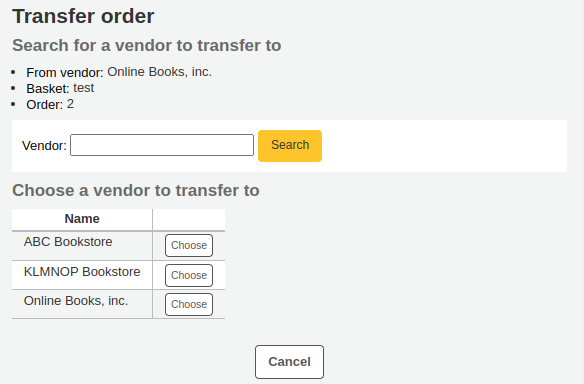 Transfer order
Search for a vendor to transfer to
From vendor: Online Books, inc.
Basket: test
Order: 2
Vendor: Search
Choose a vendor to transfer to
Name
ABC Bookstore Choose
KLMNOP Bookstore Choose
Online Books, inc. Choose
Cancel